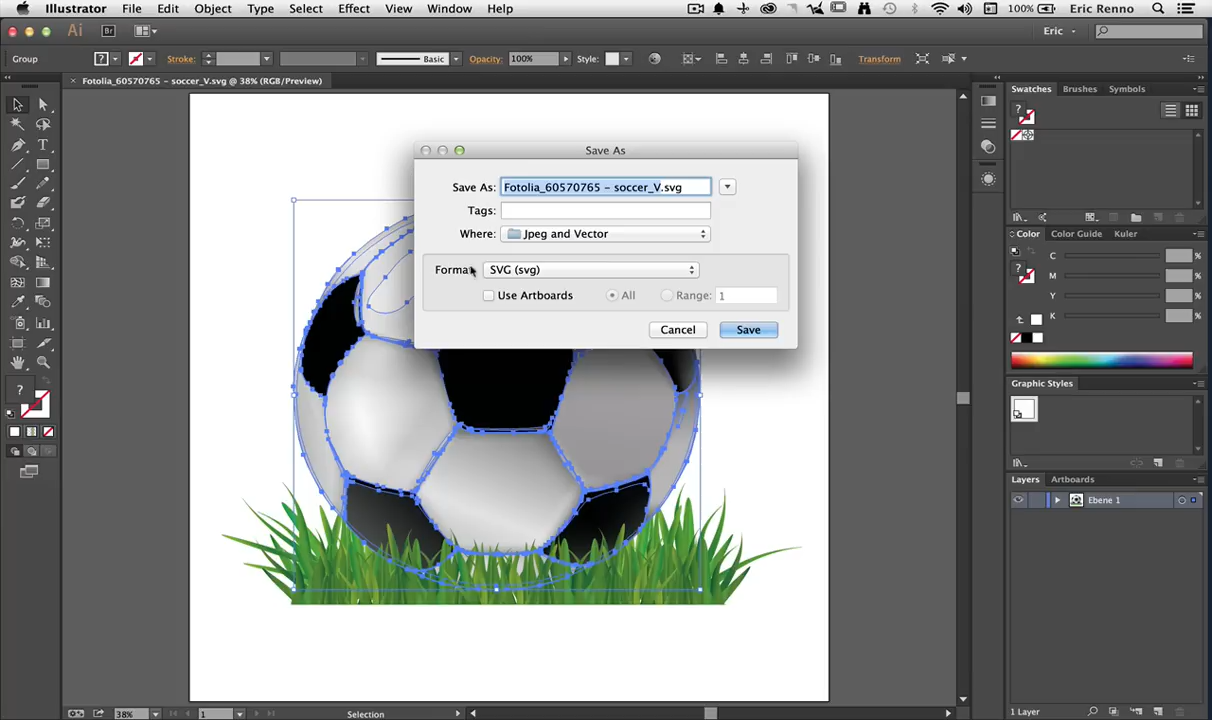 Illustrator File Edit Object Type Select Effect View Window Help 100% Eric Renno
Ai Br Eric
Group ? Stroke: Basic Opacity: 100% Style: Transform
Fotolia_60570765 - soccer_V.svg @ 38% (RGB/Preview)
Save As
Save As: Fotolia_60570765 - soccer_V.svg
Tags:
Where: Jpeg and Vector
Format: SVG (svg)
Use Artboards All Range: 1
Cancel Save
Swatches Brushes Symbols
?
Color Color Guide Kuler
?
C %
M %
Y %
K %
Graphic Styles
Layers Artboards
Ebene 1
1 Layer
?
38% 1 Selection